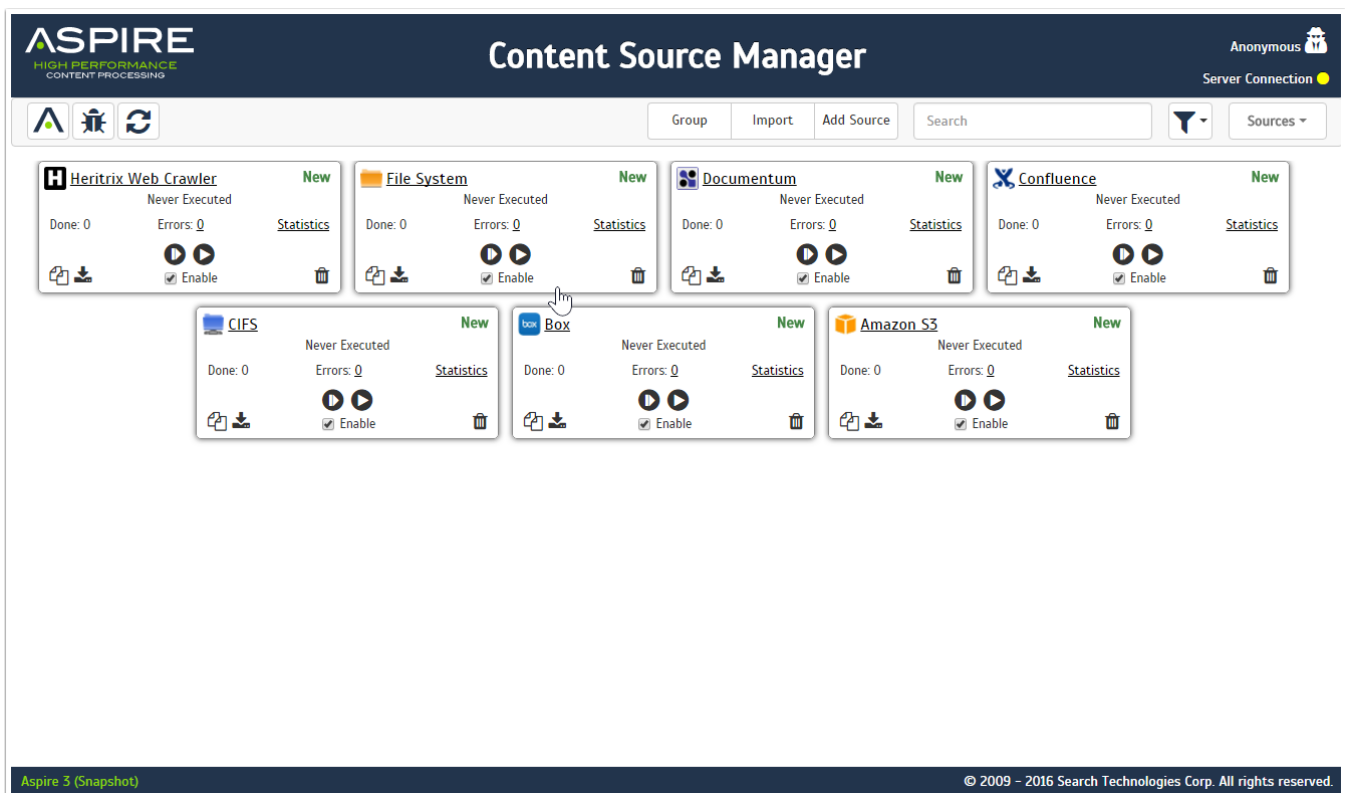 ASPIRE
HIGH PERFORMANCE
CONTENT PROCESSING
Content Source Manager
Anonymous
Server Connection
Group Import Add Source Search Sources
H Heritrix Web Crawler New
Never Executed
Done: 0 Errors: 0 Statistics
Enable
File System New
Never Executed
Done: 0 Errors: 0 Statistics
Enable
Documentum New
Never Executed
Done: 0 Errors: 0 Statistics
Enable
Confluence New
Never Executed
Done: 0 Errors: 0 Statistics
Enable
CIFS New
Never Executed
Done: 0 Errors: 0 Statistics
Enable
box Box New
Never Executed
Done: 0 Errors: 0 Statistics
Enable
Amazon S3 New
Never Executed
Done: 0 Errors: 0 Statistics
Enable
Aspire 3 (Snapshot)
© 2009 - 2016 Search Technologies Corp. All rights reserved.